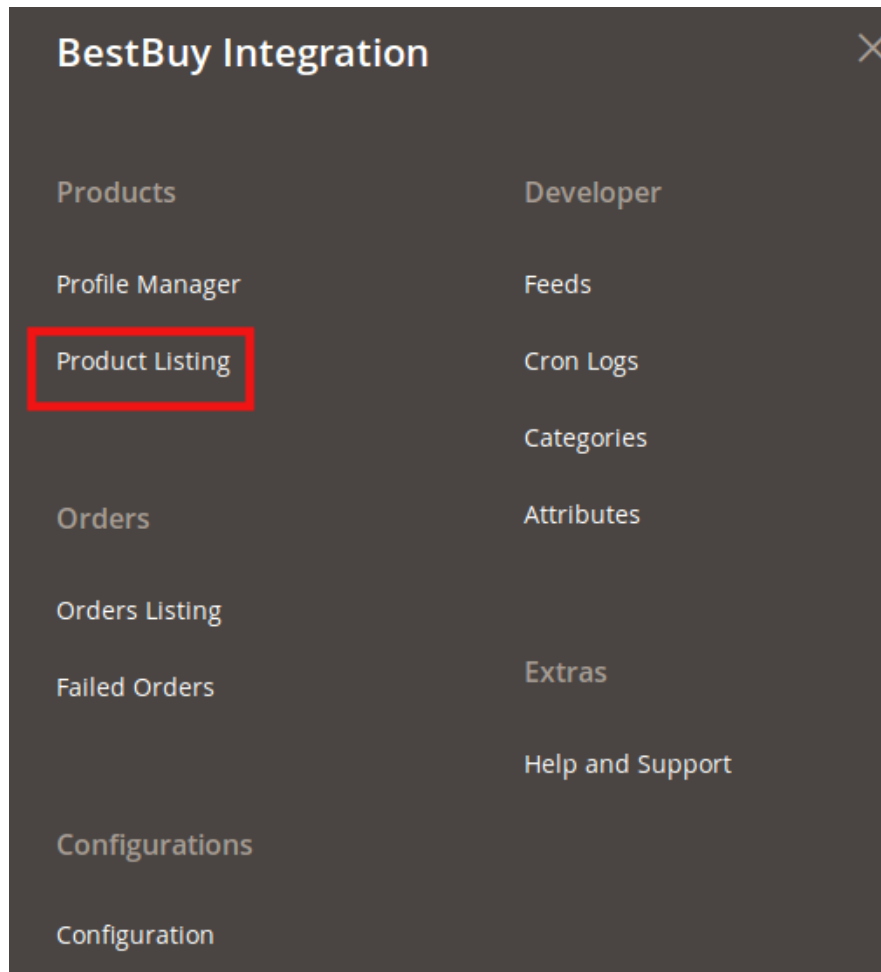 BestBuy Integration
Products
Profile Manager
Product Listing
Orders
Orders Listing
Failed Orders
Configurations
Configuration
Developer
Feeds
Cron Logs
Categories
Attributes
Extras
Help and Support